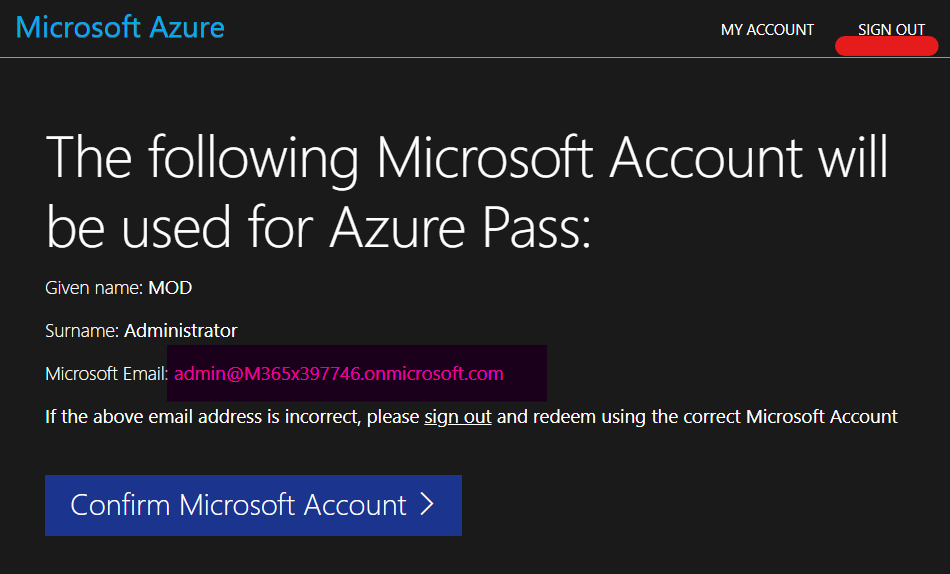 Microsoft Azure
MY ACCOUNT
SIGN OUT
The following Microsoft Account will
be used for Azure Pass:
Given name: MOD
Surname: Administrator
Microsoft Email: admin@M365x397746.onmicrosoft.com
If the above email address is incorrect, please sign out and redeem using the correct Microsoft Account
Confirm Microsoft Account